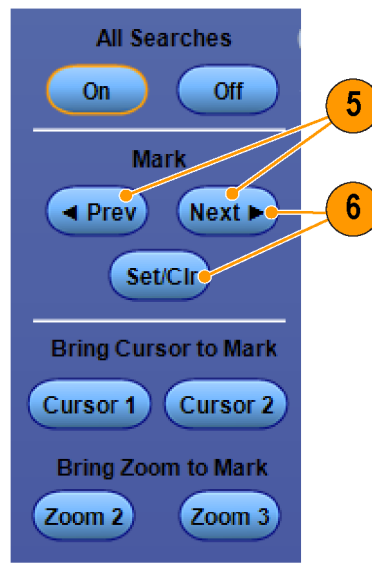 All Searches
On Off
5
Mark
◄ Prev Next ►
6
Set/Clr
Bring Cursor to Mark
Cursor 1 Cursor 2
Bring Zoom to Mark
Zoom 2 Zoom 3